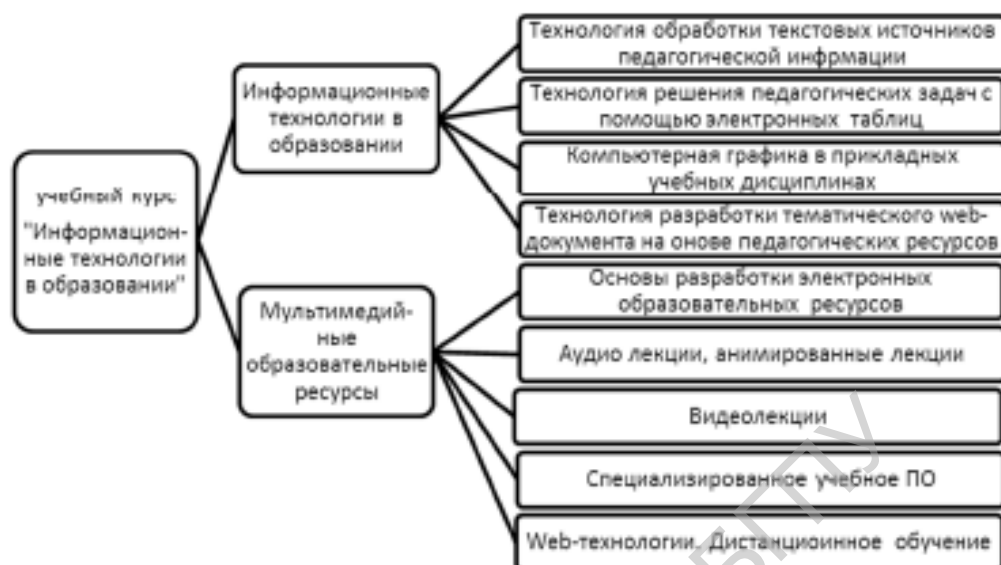 учебный курс
"Информацион-
ные технологии
в образовании"
Информационные
технологии в
образовании
Технология обработки текстовых источников
педагогической инфрмации
Технология решения педагогических задач с
помощью электронных таблиц
Компьютерная графика в прикладных
учебных дисциплинах
Технология разработки тематического web-
документа на онове педагогических ресурсов
Мультимедий-
ные
образовательные
ресурсы
Основы разработки электронных
образовательных ресурсов
Аудио лекции, анимированные лекции
Видеолекции
Специализированное учебное ПО
Web-технологии. Дистанциоинное обучение
БГПУ